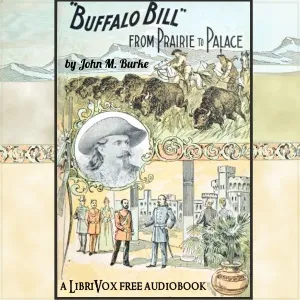 "BUFFALO BILL"
FROM PRAIRIE TO PALACE
by John M. Burke
A LIBRIVOX FREE AUDIOBOOK